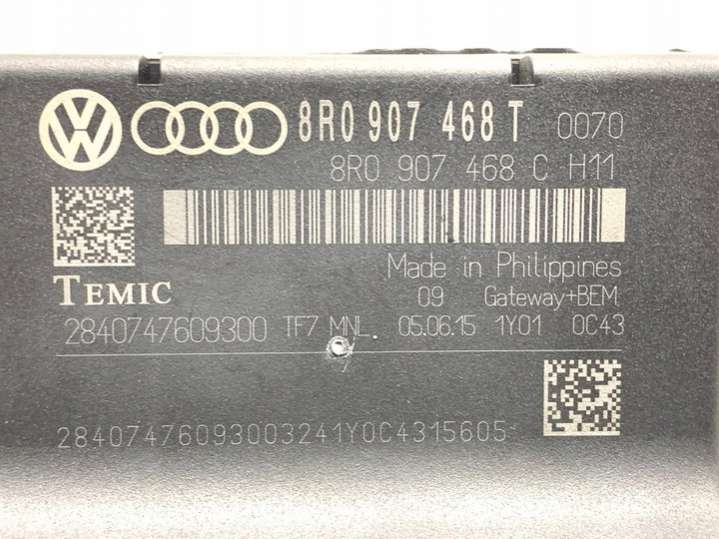 8R0 907 468 T 0070
8R0 907 468 C H11
Made in Philippines
TEMIC 09 Gateway+BEM
2840747609300 TF7 MNL. 05.06.15 1Y01 0C43
28407476093003241Y0C4315605